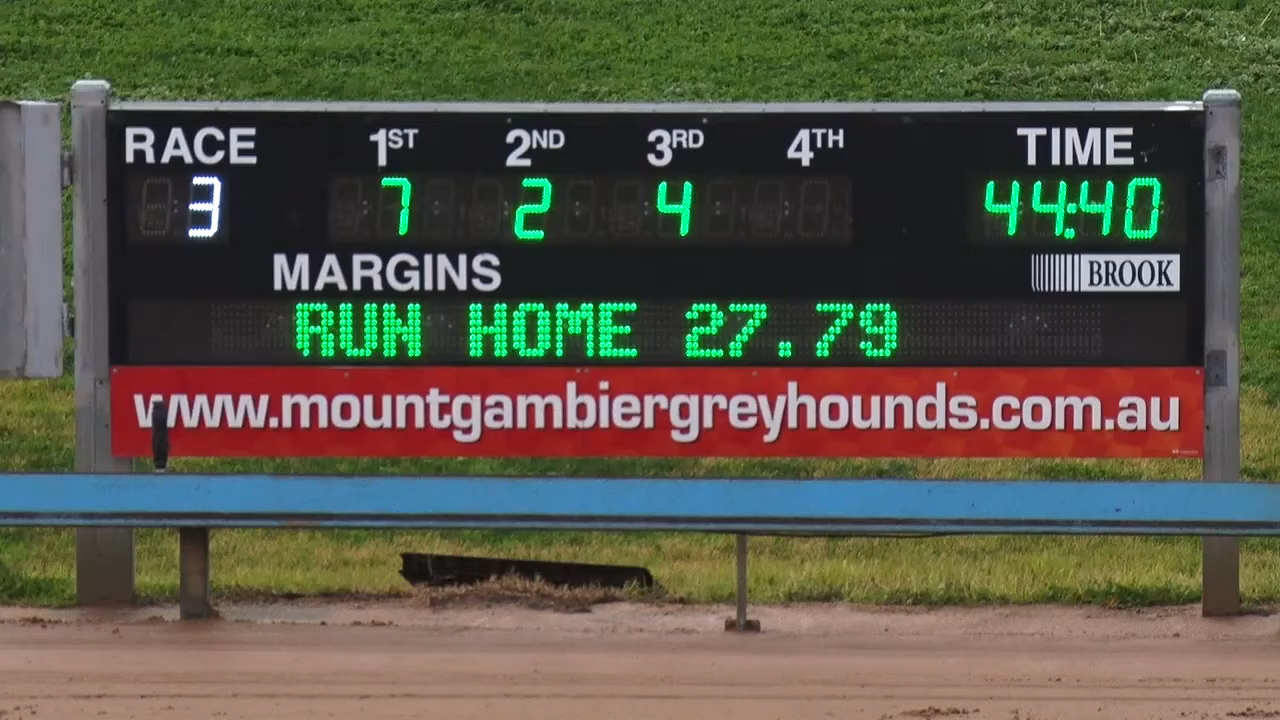 RACE 1ST 2ND 3RD 4TH TIME
3 7 2 4 44:40
MARGINS BROOK
RUN HOME 27.79
www.mountgambiergreyhounds.com.au